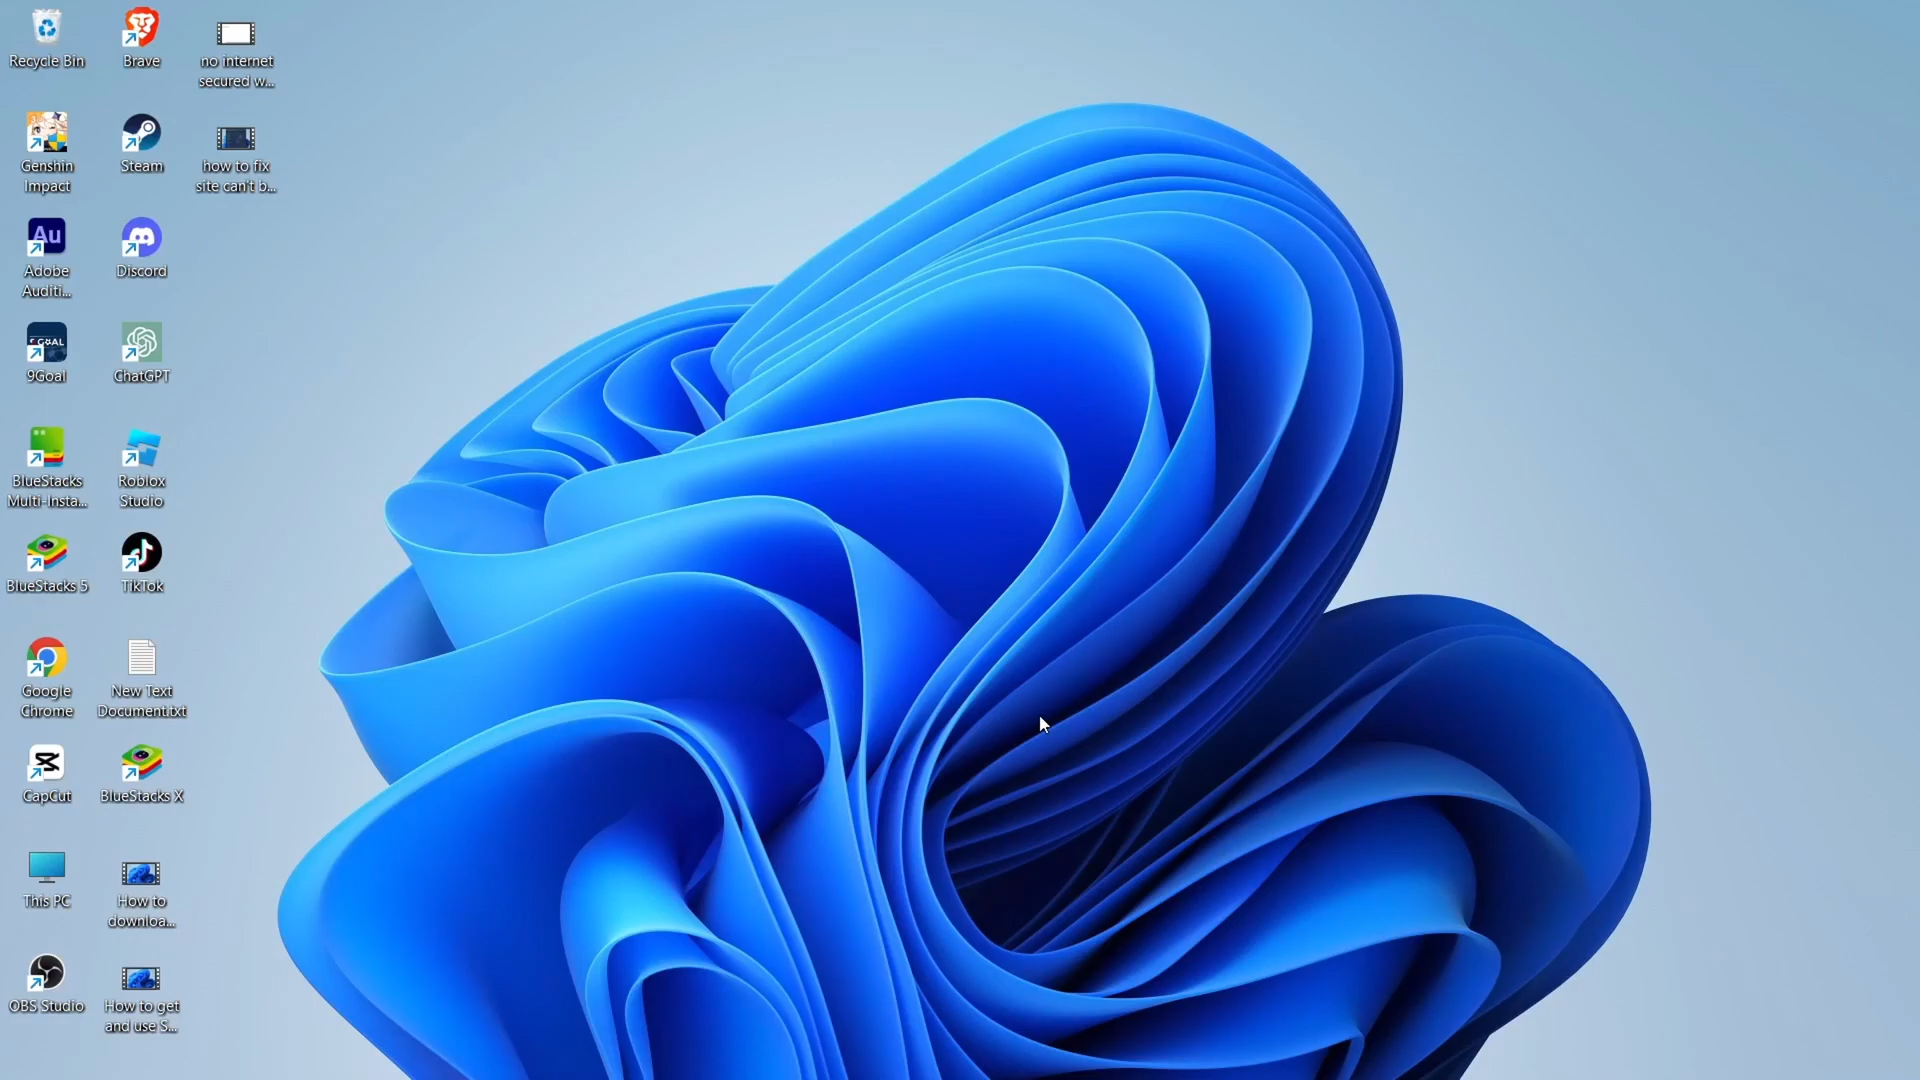 Recycle Bin
Brave
no internet
secured w...
Genshin
Impact
Steam
how to fix
site can't b...
Au
Adobe
Auditi...
Discord
GOAL
9Goal
ChatGPT
BlueStacks
Multi-Insta...
Roblox
Studio
BlueStacks 5
TikTok
Google
Chrome
New Text
Document.txt
CapCut
BlueStacks X
This PC
How to
downloa...
OBS Studio
How to get
and use S...